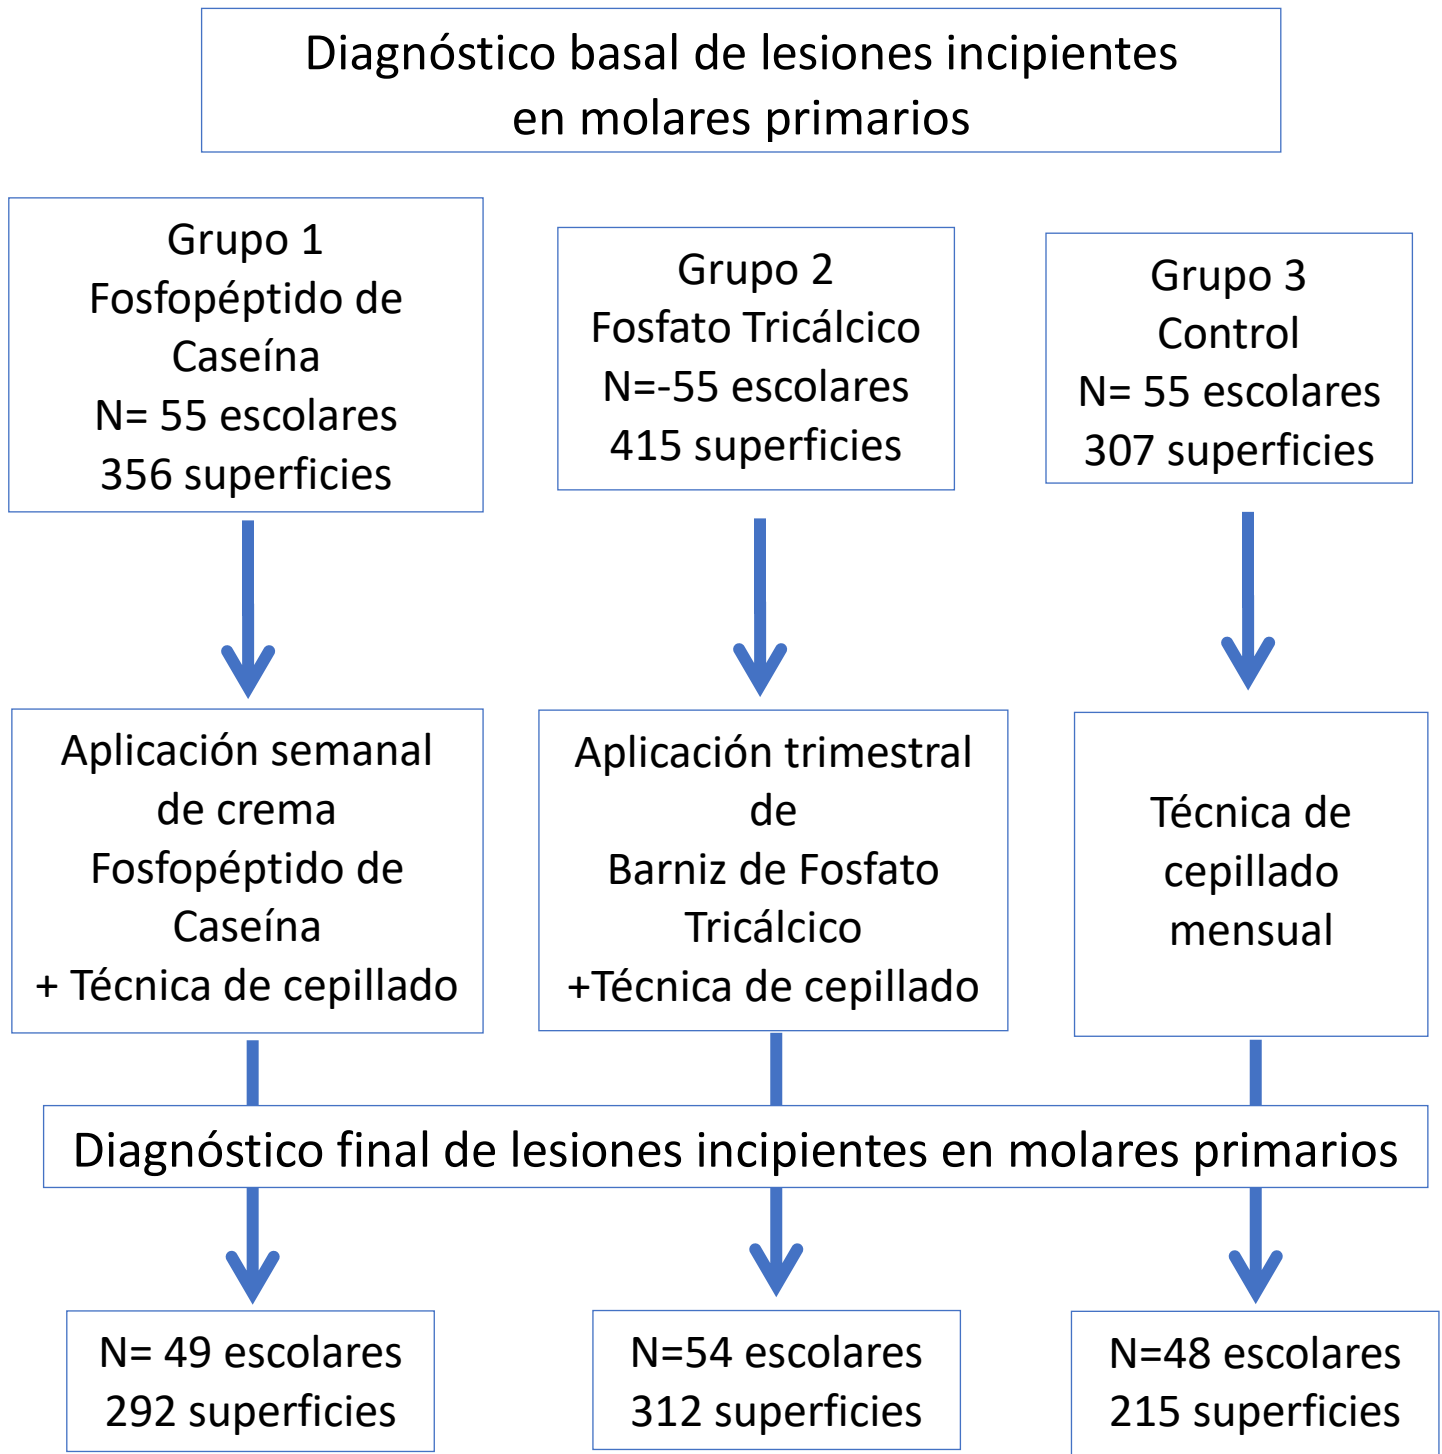 Diagnóstico basal de lesiones incipientes
en molares primarios
Grupo 1
Fosfopéptido de
Caseína
N= 55 escolares
356 superficies
Grupo 2
Fosfato Tricálcico
N=-55 escolares
415 superficies
Grupo 3
Control
N= 55 escolares
307 superficies
Aplicación semanal
de crema
Fosfopéptido de
Caseína
+ Técnica de cepillado
Aplicación trimestral
de
Barniz de Fosfato
Tricálcico
+Técnica de cepillado
Técnica de
cepillado
mensual
Diagnóstico final de lesiones incipientes en molares primarios
N= 49 escolares
292 superficies
N=54 escolares
312 superficies
N=48 escolares
215 superficies